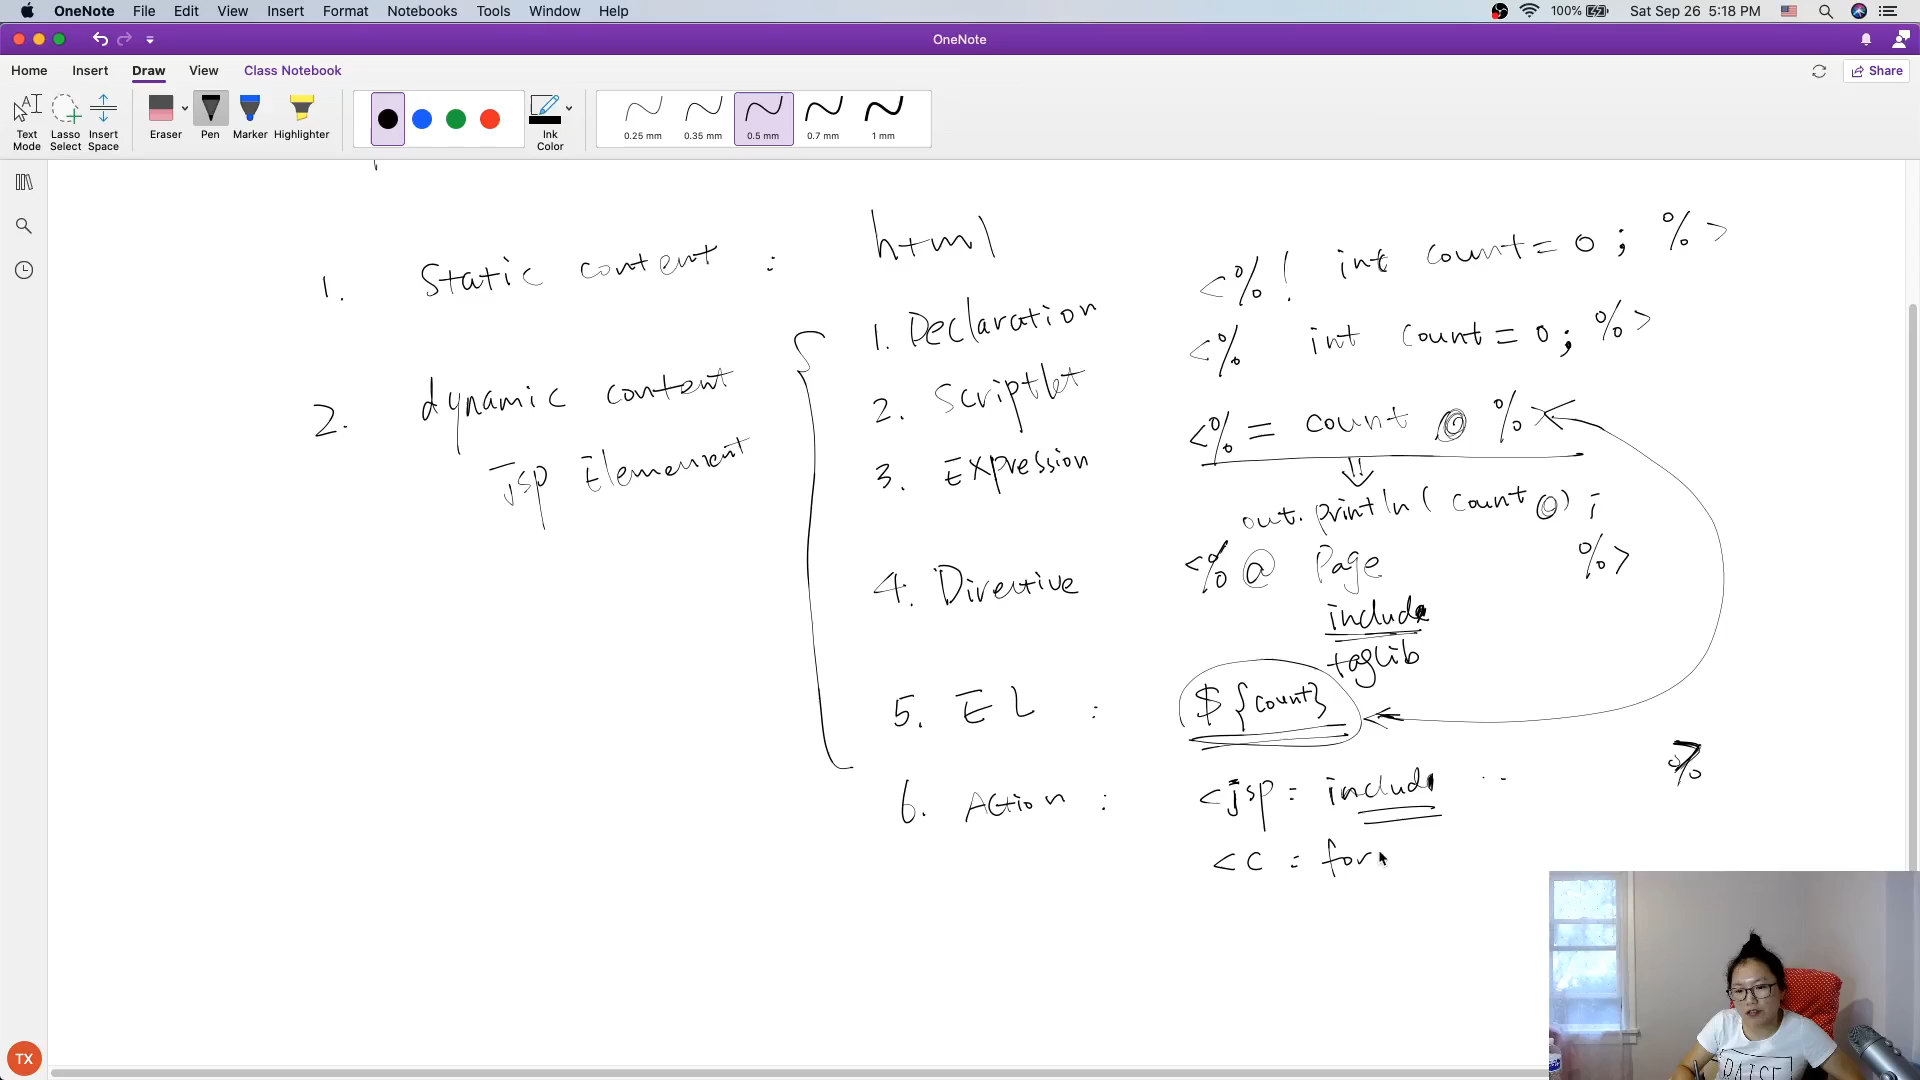 OneNote File Edit View Insert Format Notebooks Tools Window Help 100% Sat Sep 26 5:18 PM
OneNote
Home Insert Draw View Class Notebook Share
Text Mode Lasso Select Insert Space Eraser Pen Marker Highlighter Ink Color 0.25 mm 0.35 mm 0.5 mm 0.7 mm 1 mm
1. Static content : html
<%! int count = 0 ; %>
1. Declaration
<% int count = 0 ; %>
2. dynamic content
2. Scriptlet
<%= count %>
Jsp Element
3. Expression
out.println( count ) ;
4. Directive <%@ Page %>
include
taglib
5. EL : ${count}
6. Action : <jsp : include ..
%>
<c : for
TX